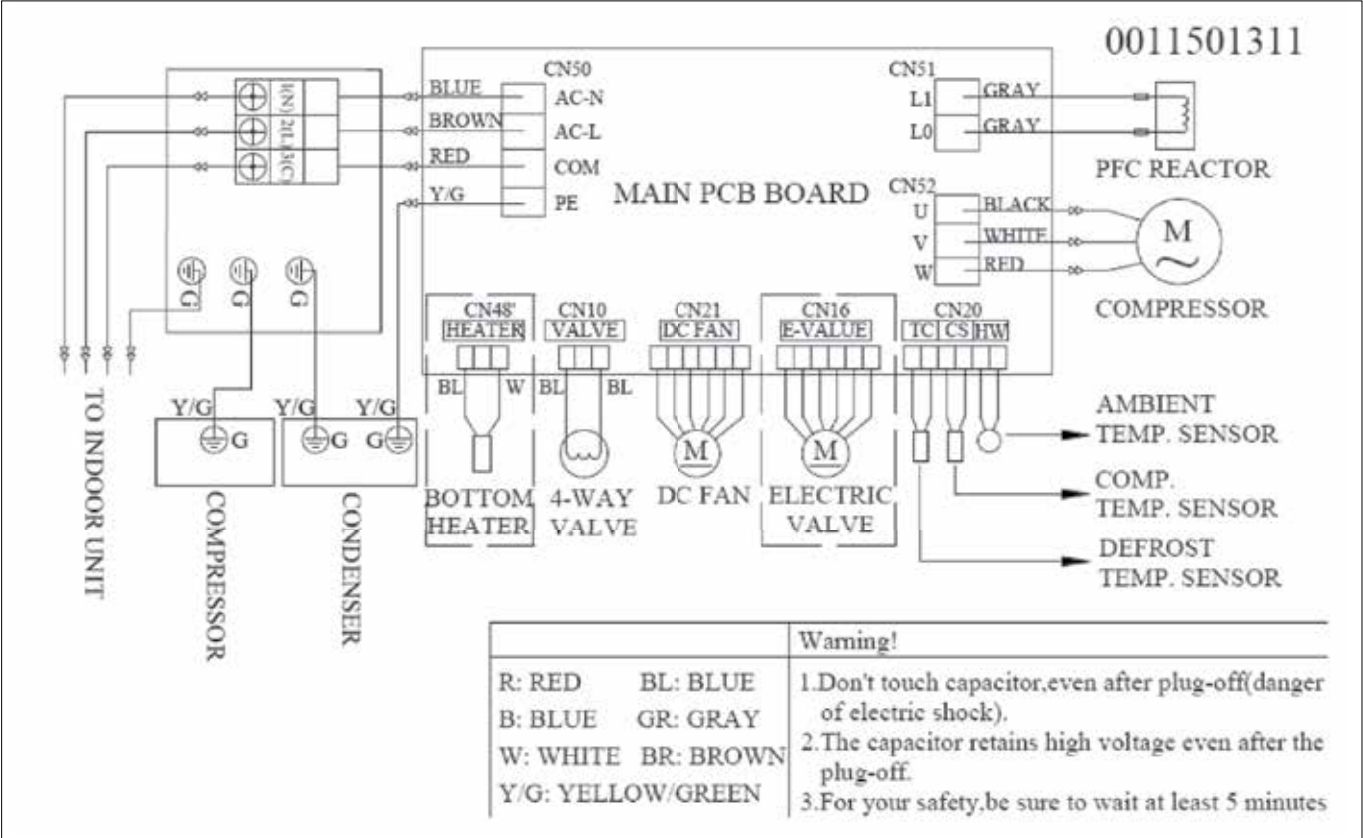 0011501311
CN50
BLUE
AC-N
BROWN
AC-L
RED
COM
Y/G
PE
1(N) 2(L) 3(C)
MAIN PCB BOARD
CN51
L1
GRAY
L0
GRAY
PFC REACTOR
CN52
U
BLACK
V
WHITE
W
RED
M
COMPRESSOR
G
G
G
CN48'
HEATER
CN10
VALVE
CN21
DC FAN
CN16
E-VALUE
CN20
TC CS HW
BL
W
BL
BL
TO INDOOR UNIT
Y/G
Y/G
Y/G
G
G
G
COMPRESSOR
CONDENSER
M
M
BOTTOM
HEATER
4-WAY
VALVE
DC FAN
ELECTRIC
VALVE
AMBIENT
TEMP. SENSOR
COMP.
TEMP. SENSOR
DEFROST
TEMP. SENSOR
R: RED BL: BLUE
B: BLUE GR: GRAY
W: WHITE BR: BROWN
Y/G: YELLOW/GREEN
Warning!
1.Don't touch capacitor,even after plug-off(danger
of electric shock).
2.The capacitor retains high voltage even after the
plug-off.
3.For your safety,be sure to wait at least 5 minutes